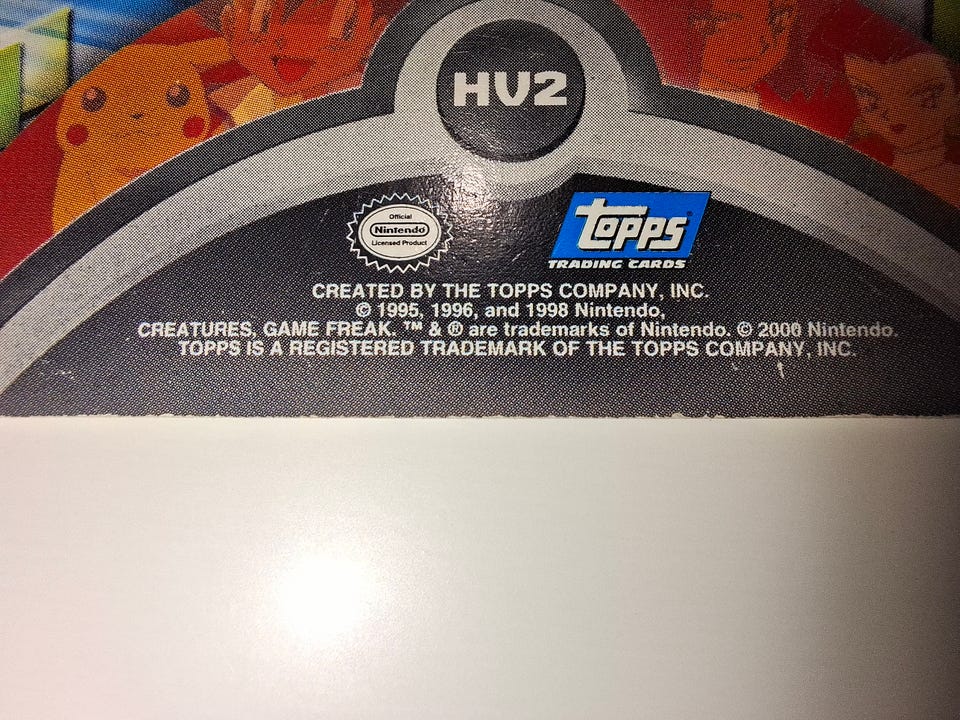 HV2
Official
Nintendo
Licensed Product
topps
TRADING CARDS
CREATED BY THE TOPPS COMPANY, INC.
© 1995, 1996, and 1998 Nintendo,
CREATURES, GAME FREAK. ™ & ® are trademarks of Nintendo. © 2000 Nintendo.
TOPPS IS A REGISTERED TRADEMARK OF THE TOPPS COMPANY, INC.